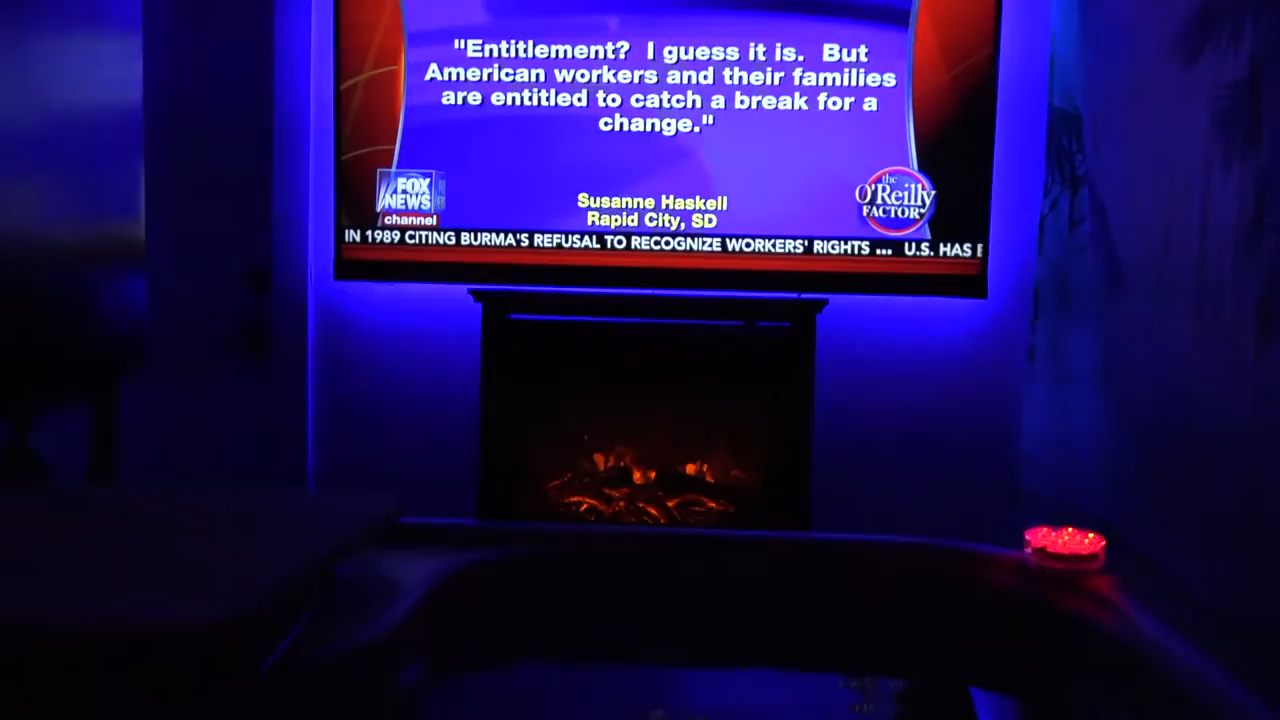 "Entitlement?  I guess it is.  But
American workers and their families
are entitled to catch a break for a
change."
FOX
NEWS
channel
Susanne Haskell
Rapid City, SD
the
O'Reilly
FACTOR
IN 1989 CITING BURMA'S REFUSAL TO RECOGNIZE WORKERS' RIGHTS ... U.S. HAS